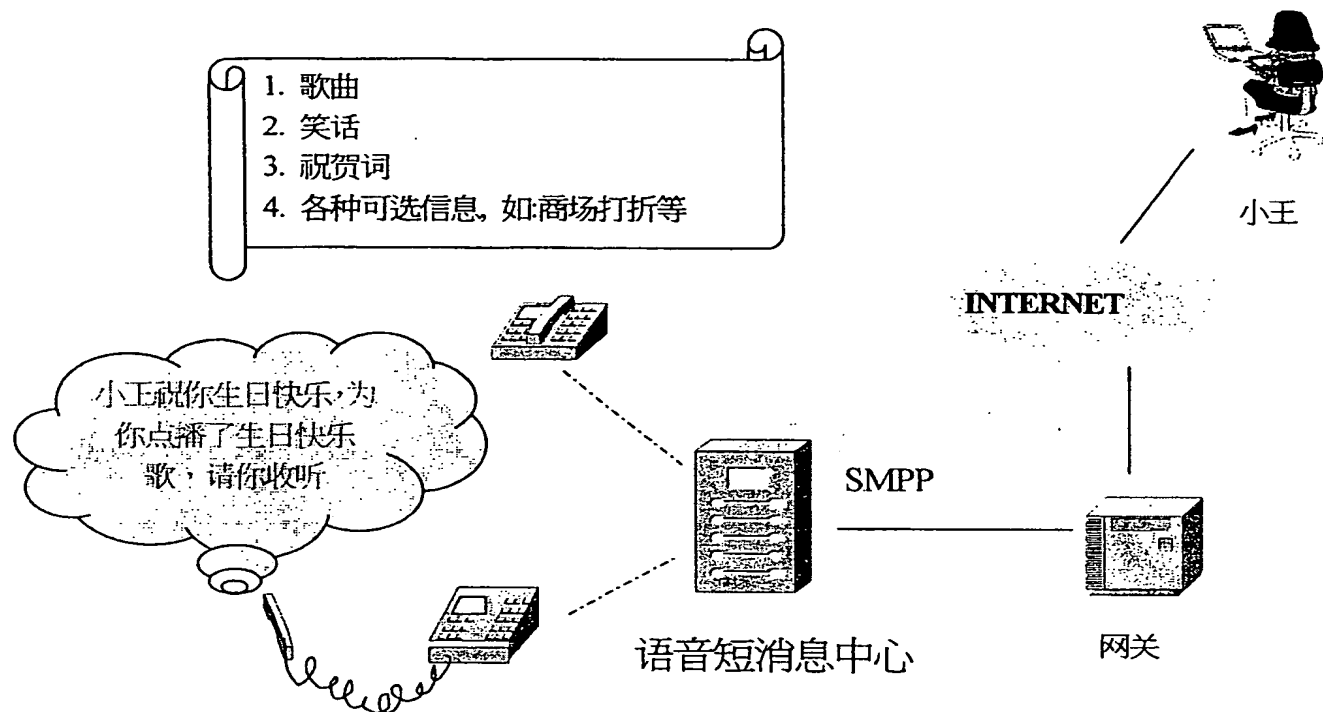 1. 歌曲
2. 笑话
3. 祝贺词
4. 各种可选信息, 如:商场打折等
小王
INTERNET
小王祝你生日快乐,为
你点播了生日快乐
歌,请你收听
SMPP
语音短消息中心
网关